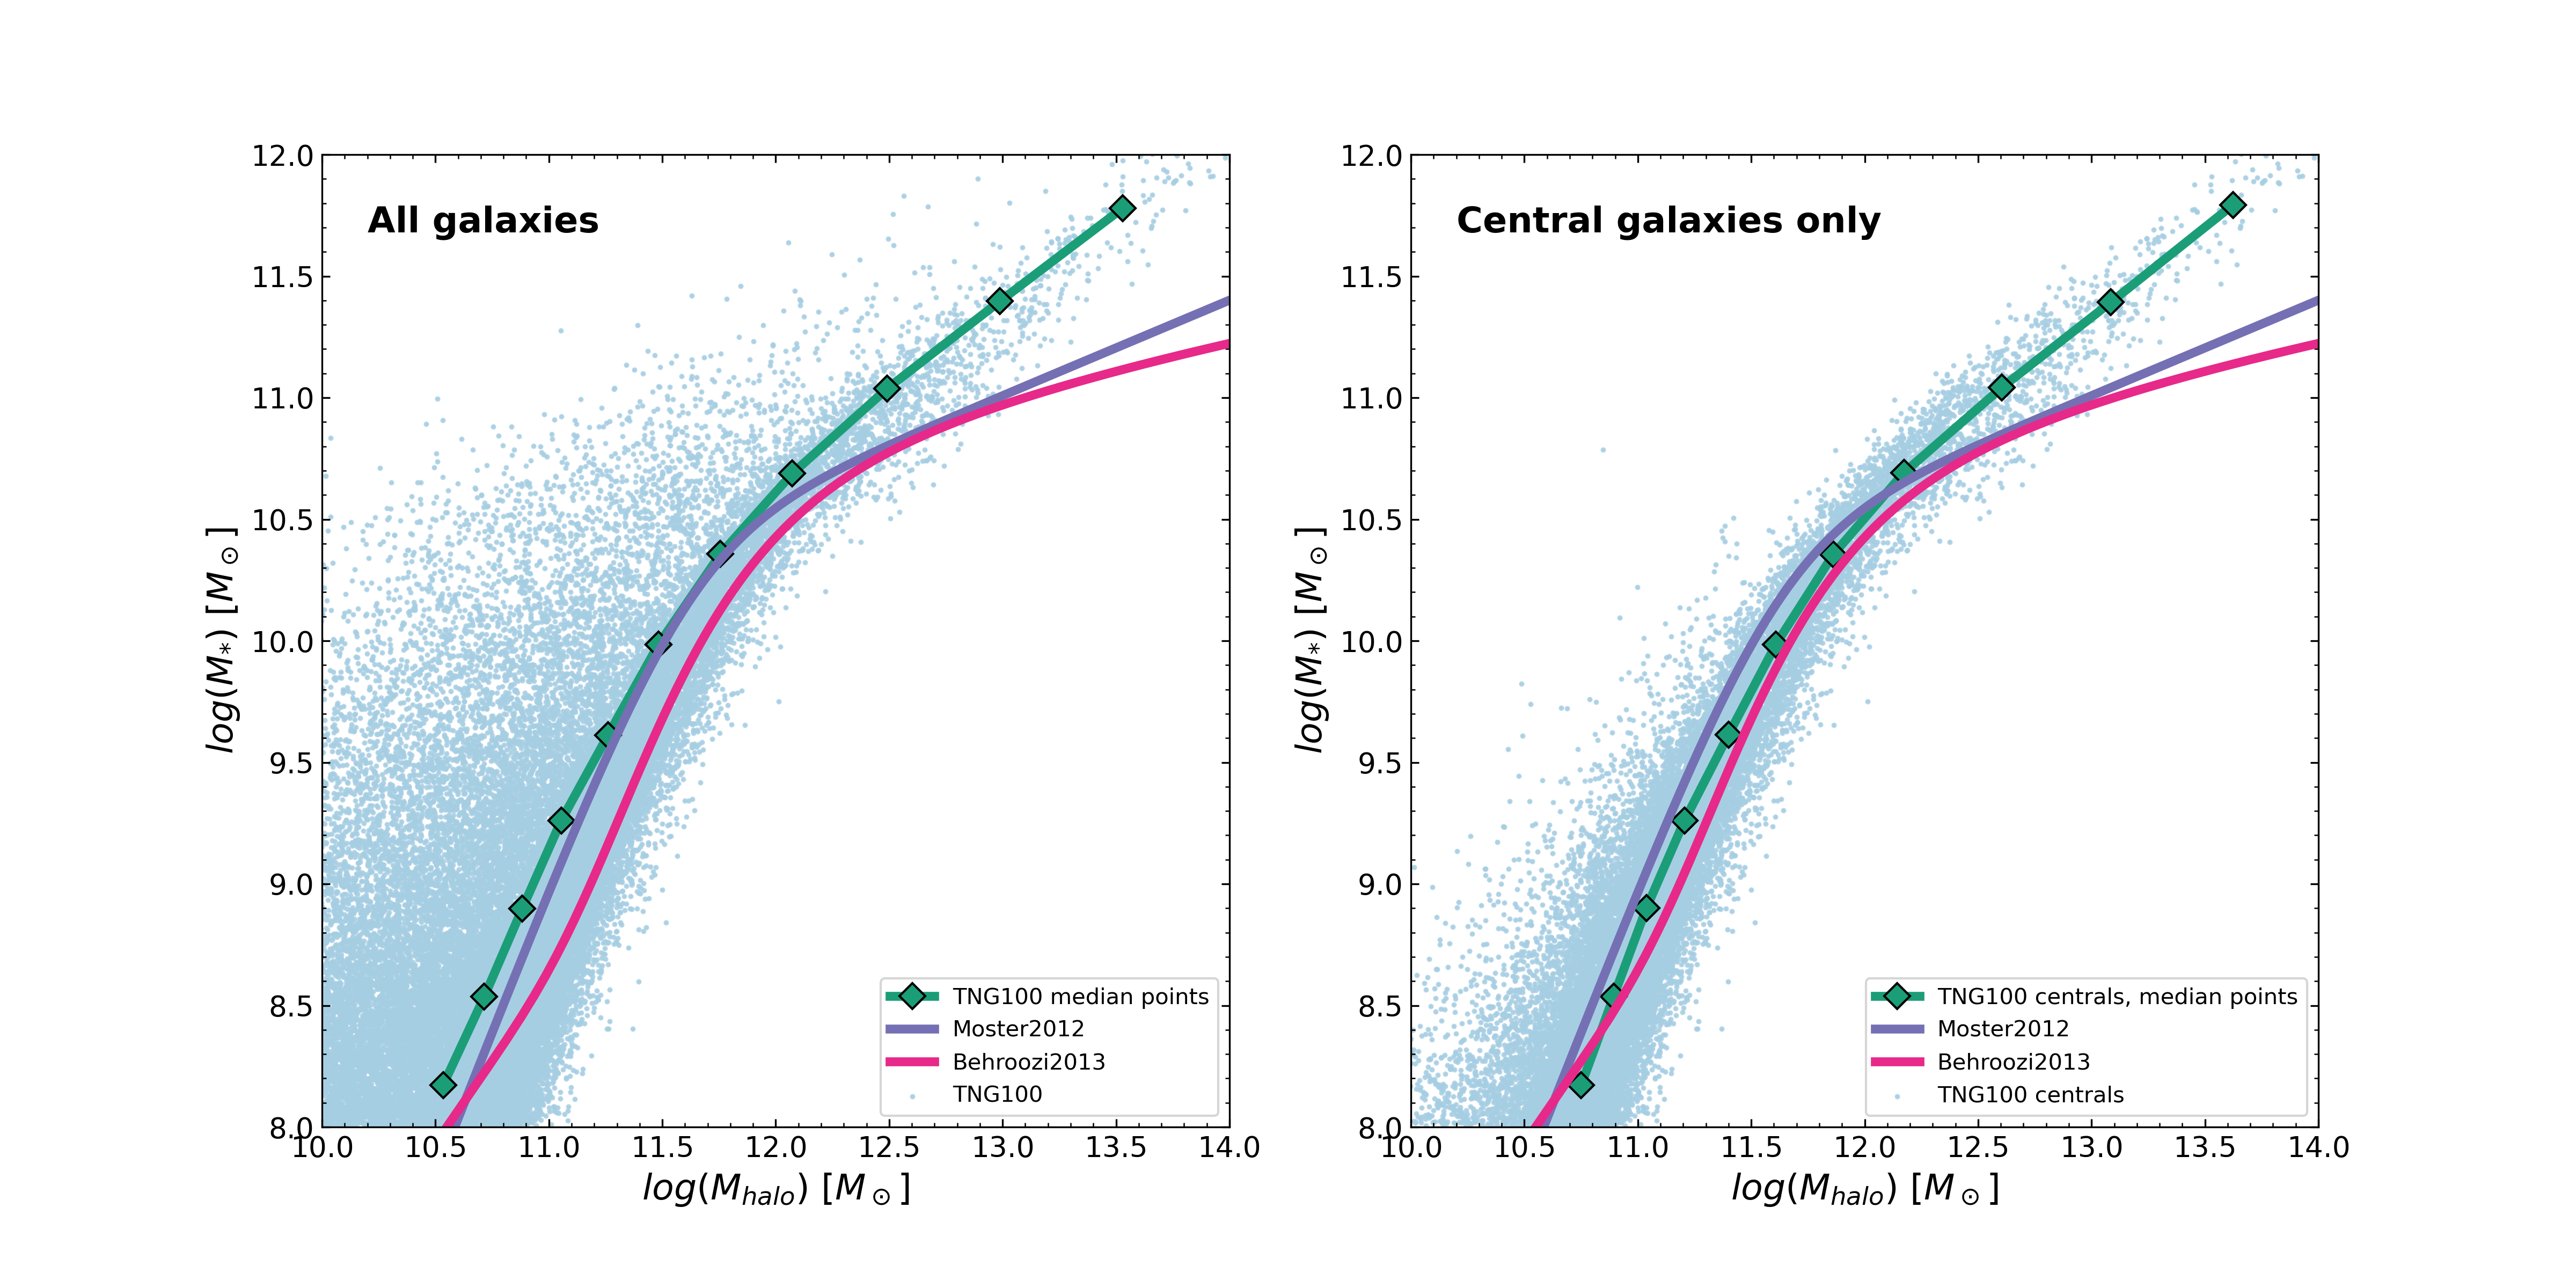 All galaxies
12.0
11.5
11.0
10.5
10.0
9.5
9.0
8.5
8.0
log(M*) [M⊙]
10.0 10.5 11.0 11.5 12.0 12.5 13.0 13.5 14.0
log(Mhalo) [M⊙]
TNG100 median points
Moster2012
Behroozi2013
TNG100
Central galaxies only
12.0
11.5
11.0
10.5
10.0
9.5
9.0
8.5
8.0
log(M*) [M⊙]
10.0 10.5 11.0 11.5 12.0 12.5 13.0 13.5 14.0
log(Mhalo) [M⊙]
TNG100 centrals, median points
Moster2012
Behroozi2013
TNG100 centrals